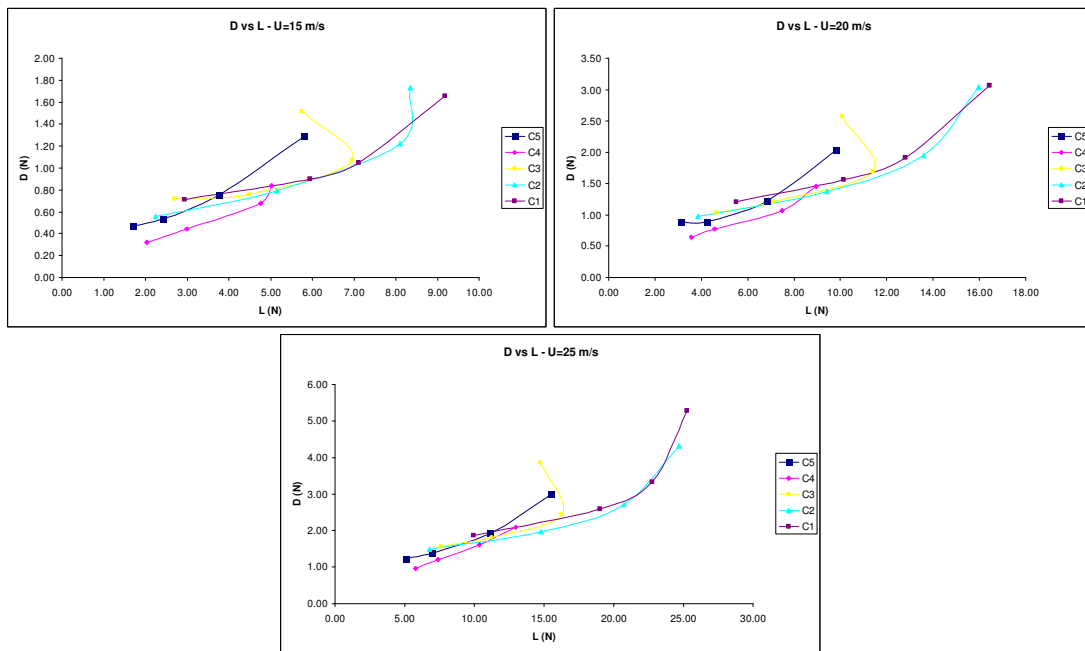 D vs L - U=15 m/s
D (N)
2.00
1.80
1.60
1.40
1.20
1.00
0.80
0.60
0.40
0.20
0.00
0.00 1.00 2.00 3.00 4.00 5.00 6.00 7.00 8.00 9.00 10.00
L (N)
C5
C4
C3
C2
C1
D vs L - U=20 m/s
D (N)
3.50
3.00
2.50
2.00
1.50
1.00
0.50
0.00
0.00 2.00 4.00 6.00 8.00 10.00 12.00 14.00 16.00 18.00
L (N)
C5
C4
C3
C2
C1
D vs L - U=25 m/s
D (N)
6.00
5.00
4.00
3.00
2.00
1.00
0.00
0.00 5.00 10.00 15.00 20.00 25.00 30.00
L (N)
C5
C4
C3
C2
C1